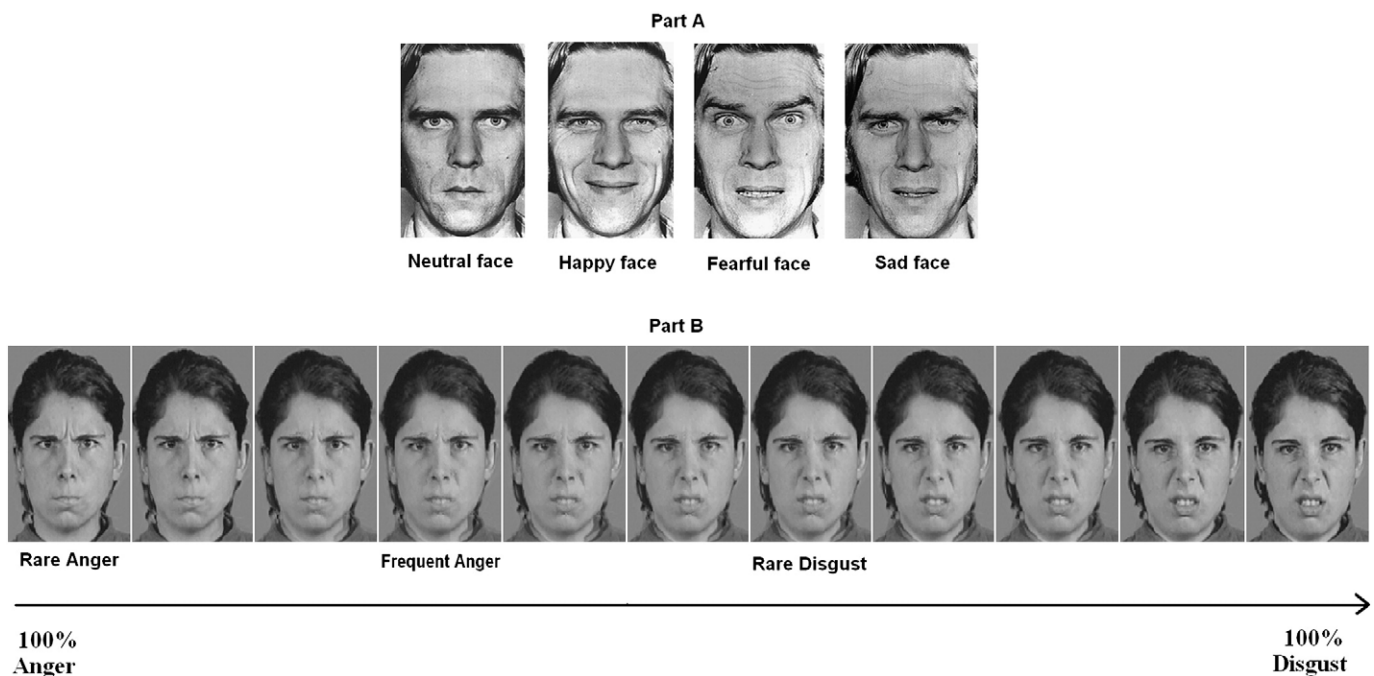 Part A
Neutral face Happy face Fearful face Sad face
Part B
Rare Anger Frequent Anger Rare Disgust
100% 100%
Anger Disgust